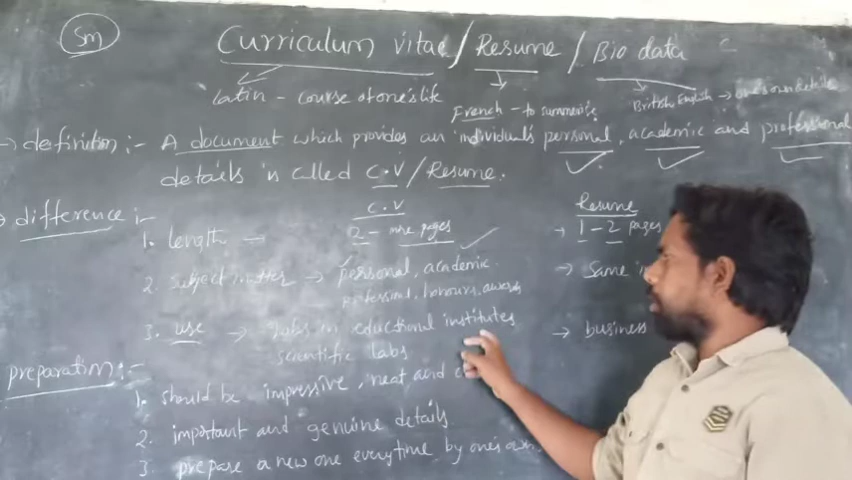 Sm
Curriculum vitae / Resume / Bio data
Latin - course of one's life
French - to summarise
British English → one's own details
→ definition :- A document which provides an individual's personal, academic and professional
details is called C.V / Resume.
→ difference :-
C.V
Resume
1. length → 2 - more pages
→ 1 - 2 pages
2. subject matter → personal, academic
professional, honours, awards
→ same in
3. use → Jobs in eductional institutes
scientific labs
→ business
preparation :-
1. should be impressive, neat and
2. important and genuine details
3. prepare a new one everytime by one's own